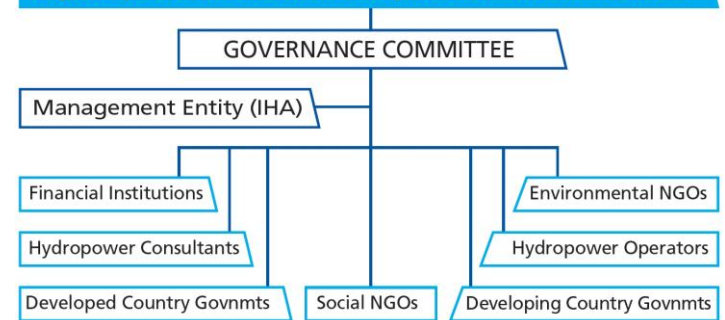 GOVERNANCE COMMITTEE
Management Entity (IHA)
Financial Institutions
Environmental NGOs
Hydropower Consultants
Hydropower Operators
Developed Country Govnmts
Social NGOs
Developing Country Govnmts